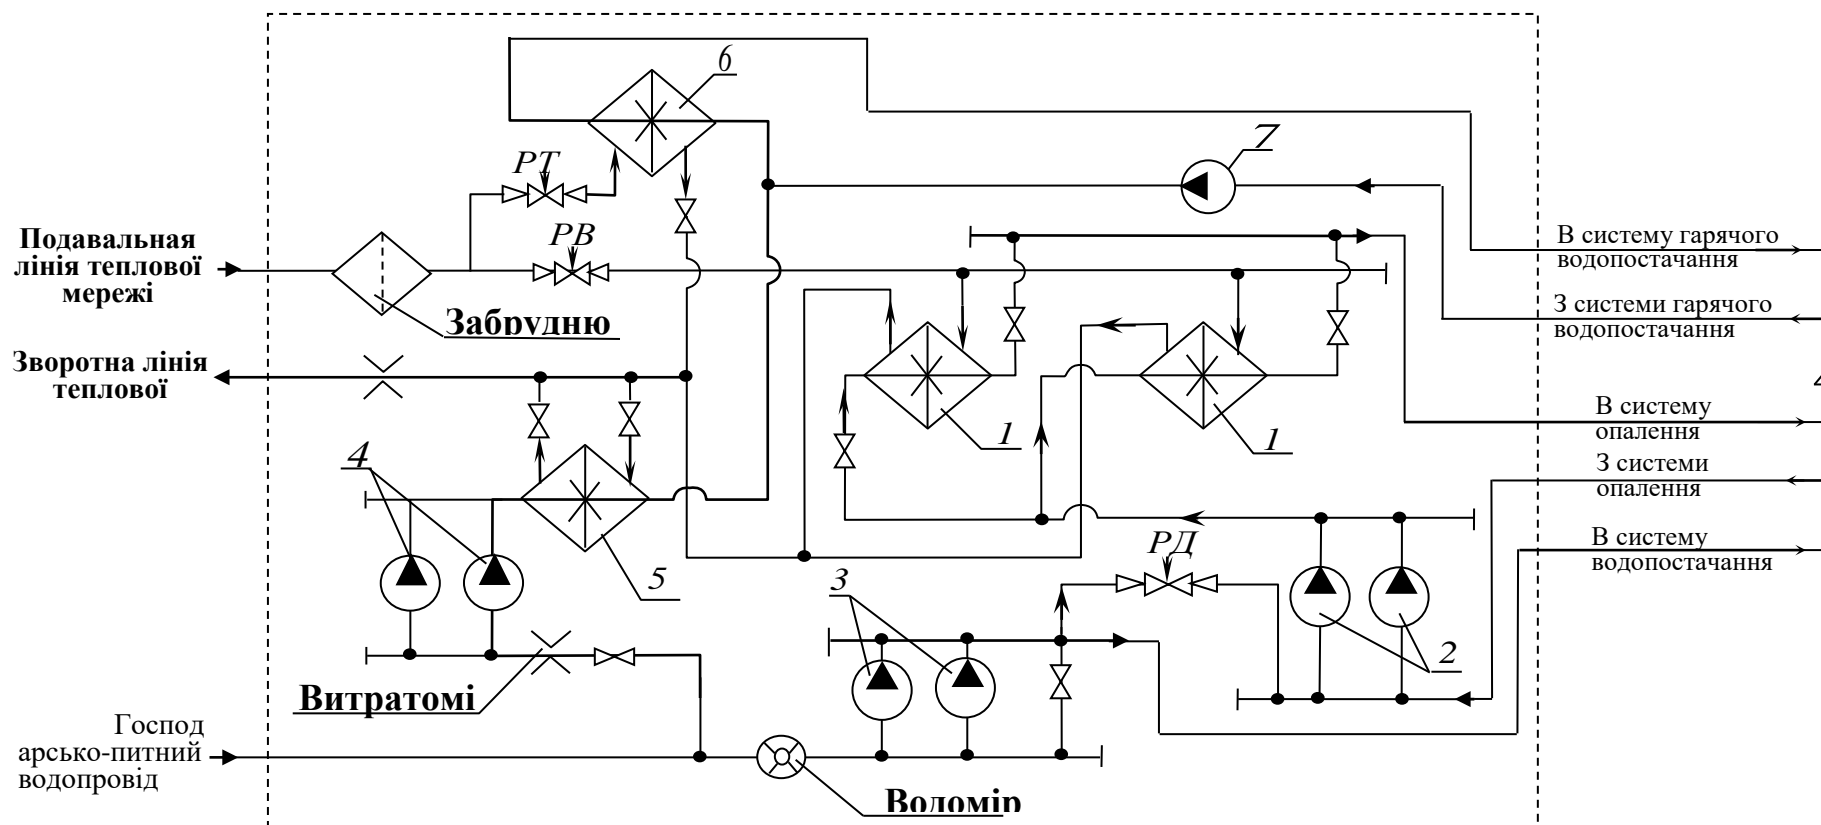 6
7
РТ
РВ
Подавальная
лінія теплової
мережі
Забрудню
Зворотна лінія
теплової
В систему гарячого
водопостачання
З системи гарячого
водопостачання
1
1
В систему
опалення
З системи
опалення
4
5
РД
3
2
В систему
водопостачання
Витратомі
Господ
арсько-питний
водопровід
Водомір